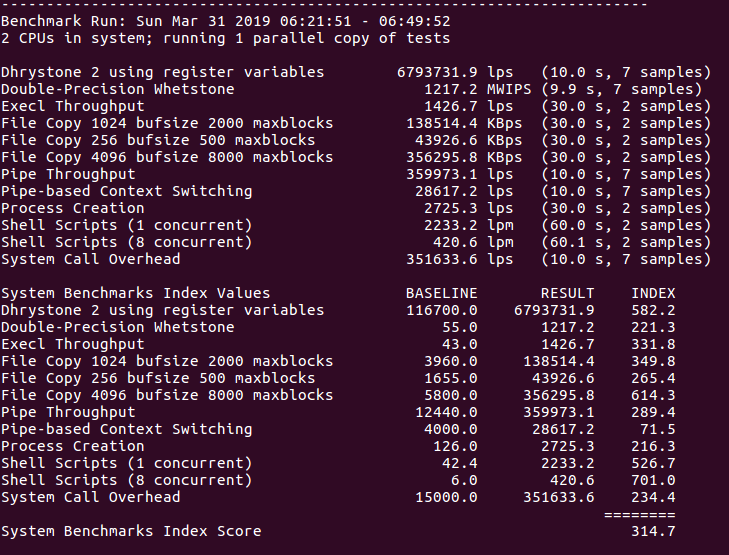 ------------------------------------------------------------------------
Benchmark Run: Sun Mar 31 2019 06:21:51 - 06:49:52
2 CPUs in system; running 1 parallel copy of tests

Dhrystone 2 using register variables        6793731.9 lps   (10.0 s, 7 samples)
Double-Precision Whetstone                     1217.2 MWIPS (9.9 s, 7 samples)
Execl Throughput                               1426.7 lps   (30.0 s, 2 samples)
File Copy 1024 bufsize 2000 maxblocks        138514.4 KBps  (30.0 s, 2 samples)
File Copy 256 bufsize 500 maxblocks           43926.6 KBps  (30.0 s, 2 samples)
File Copy 4096 bufsize 8000 maxblocks        356295.8 KBps  (30.0 s, 2 samples)
Pipe Throughput                              359973.1 lps   (10.0 s, 7 samples)
Pipe-based Context Switching                  28617.2 lps   (10.0 s, 7 samples)
Process Creation                               2725.3 lps   (30.0 s, 2 samples)
Shell Scripts (1 concurrent)                   2233.2 lpm   (60.0 s, 2 samples)
Shell Scripts (8 concurrent)                    420.6 lpm   (60.1 s, 2 samples)
System Call Overhead                         351633.6 lps   (10.0 s, 7 samples)

System Benchmarks Index Values               BASELINE       RESULT    INDEX
Dhrystone 2 using register variables         116700.0    6793731.9    582.2
Double-Precision Whetstone                       55.0       1217.2    221.3
Execl Throughput                                 43.0       1426.7    331.8
File Copy 1024 bufsize 2000 maxblocks          3960.0     138514.4    349.8
File Copy 256 bufsize 500 maxblocks            1655.0      43926.6    265.4
File Copy 4096 bufsize 8000 maxblocks          5800.0     356295.8    614.3
Pipe Throughput                               12440.0     359973.1    289.4
Pipe-based Context Switching                   4000.0      28617.2     71.5
Process Creation                                126.0       2725.3    216.3
Shell Scripts (1 concurrent)                     42.4       2233.2    526.7
Shell Scripts (8 concurrent)                      6.0        420.6    701.0
System Call Overhead                          15000.0     351633.6    234.4
                                                                   ========
System Benchmarks Index Score                                         314.7